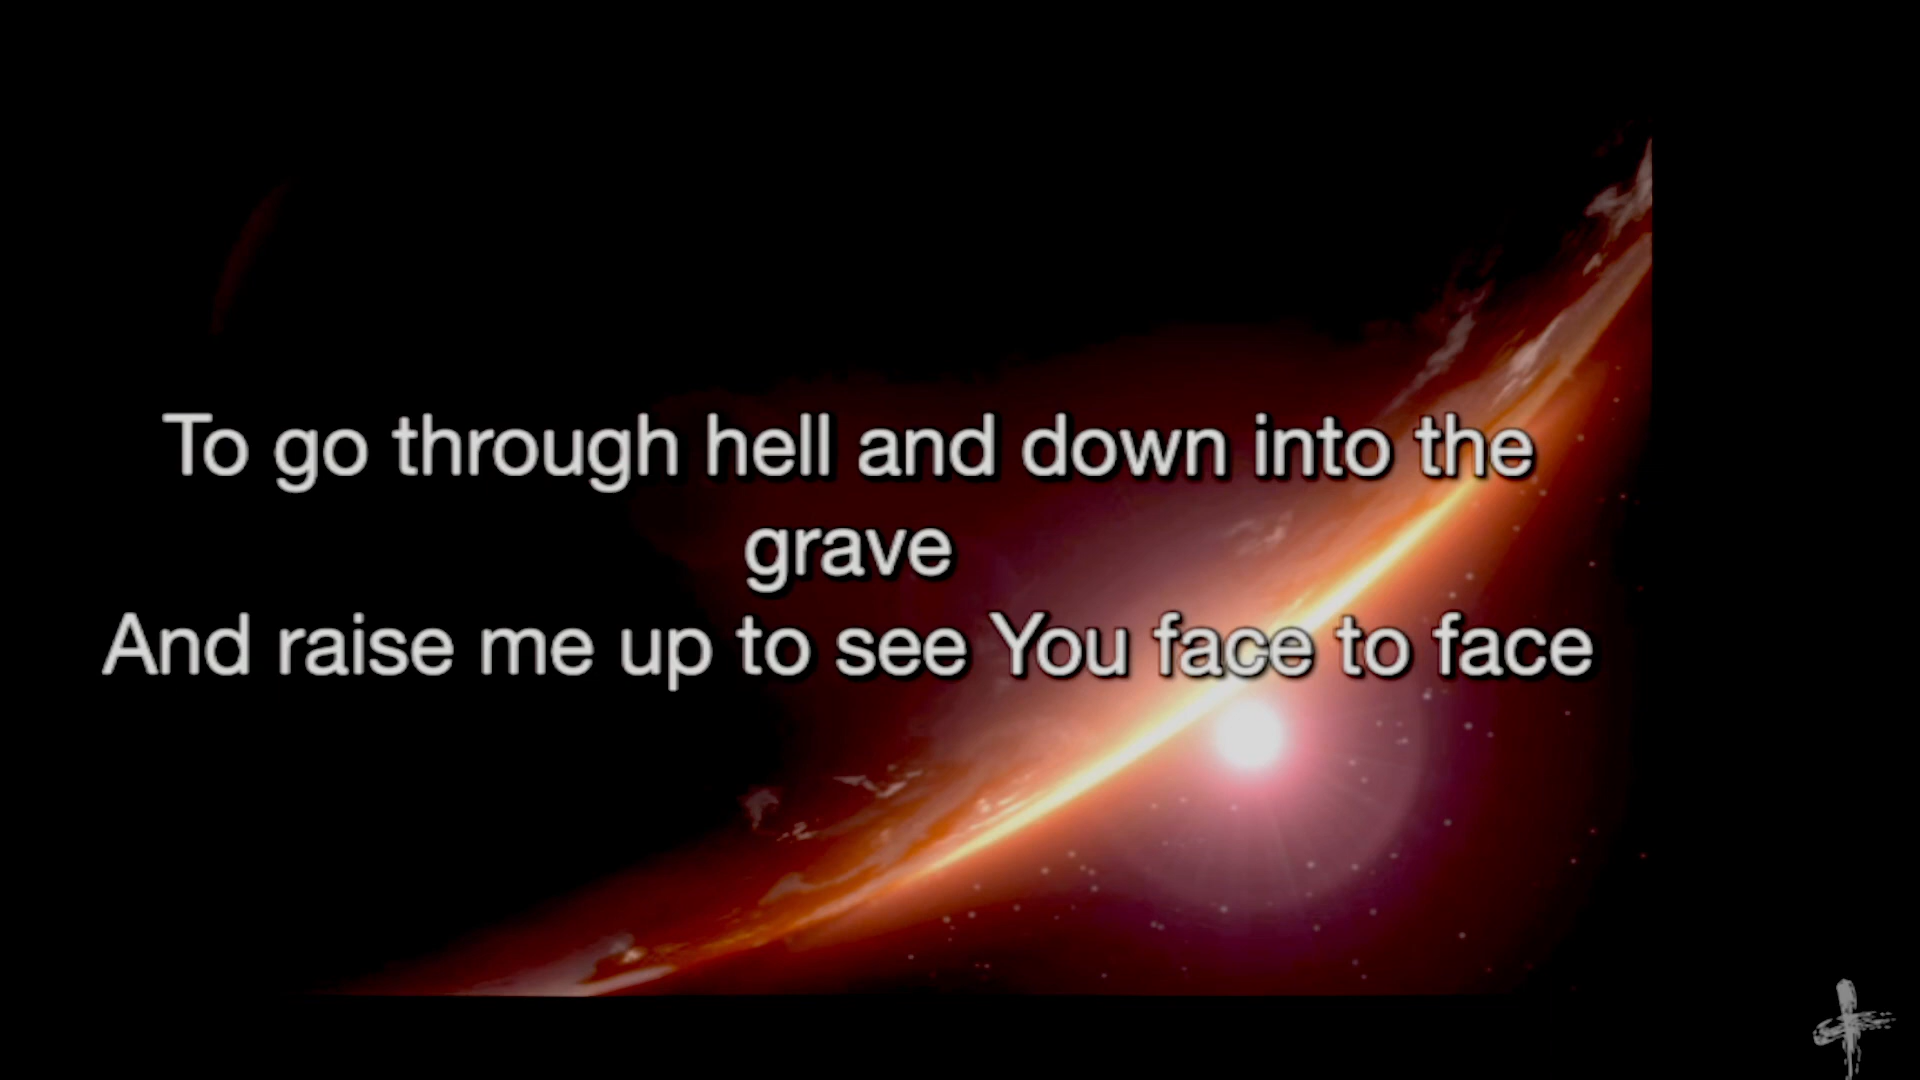 To go through hell and down into the
grave
And raise me up to see You face to face